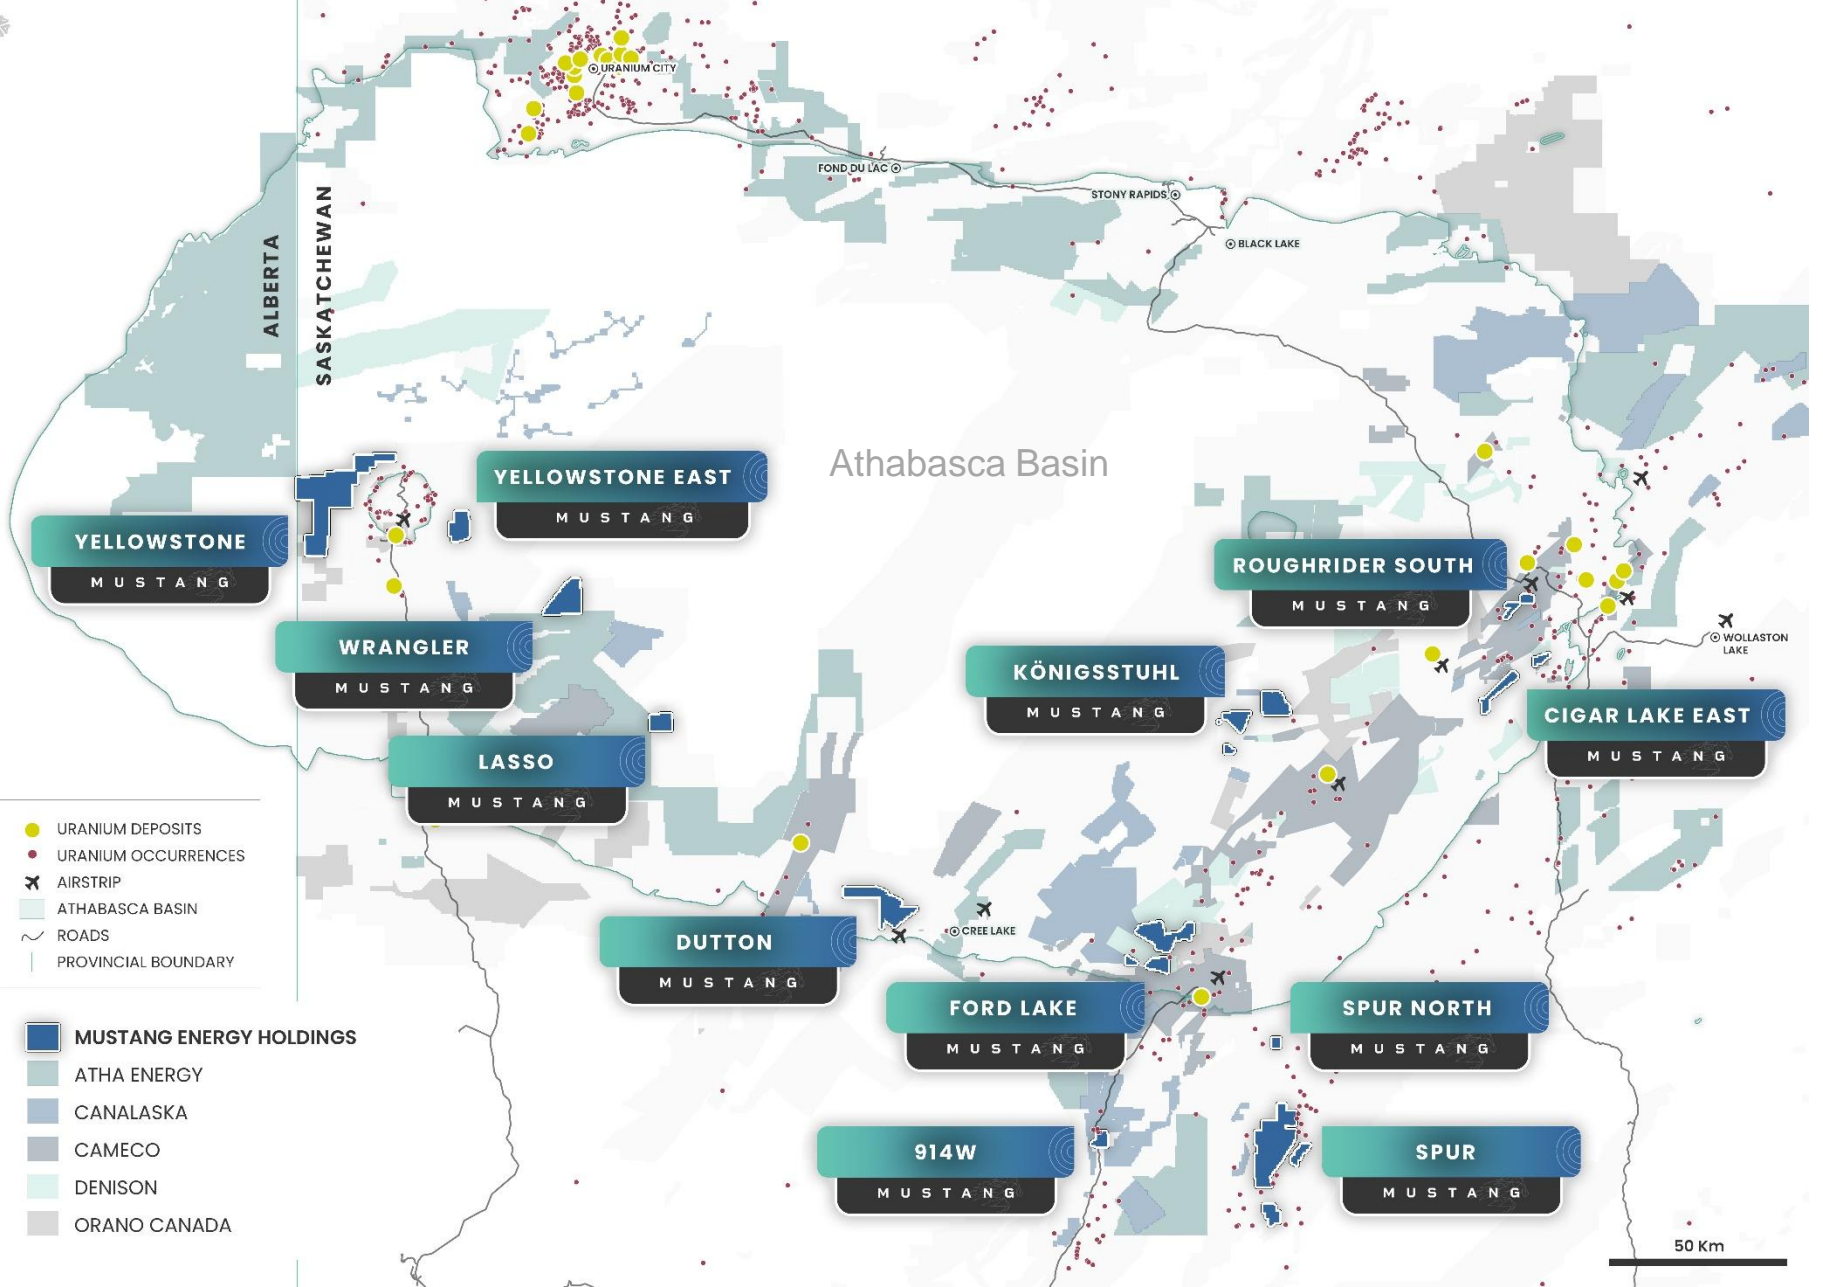 URANIUM CITY
FOND DU LAC
STONY RAPIDS
BLACK LAKE
ALBERTA
SASKATCHEWAN
Athabasca Basin
YELLOWSTONE EAST
MUSTANG
YELLOWSTONE
MUSTANG
ROUGHRIDER SOUTH
MUSTANG
WRANGLER
MUSTANG
WOLLASTON
LAKE
KÖNIGSSTUHL
MUSTANG
CIGAR LAKE EAST
MUSTANG
LASSO
MUSTANG
URANIUM DEPOSITS
URANIUM OCCURRENCES
AIRSTRIP
ATHABASCA BASIN
ROADS
PROVINCIAL BOUNDARY
DUTTON
MUSTANG
CREE LAKE
FORD LAKE
MUSTANG
SPUR NORTH
MUSTANG
MUSTANG ENERGY HOLDINGS
ATHA ENERGY
CANALASKA
CAMECO
DENISON
ORANO CANADA
914W
MUSTANG
SPUR
MUSTANG
50 Km